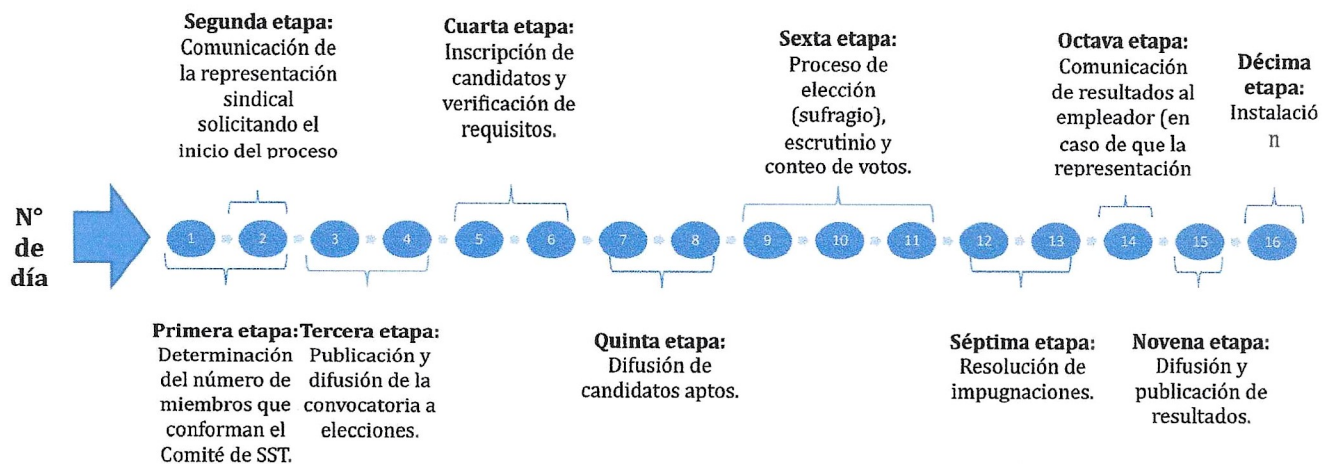 Segunda etapa:
Comunicación de
la representación
sindical
solicitando el
inicio del proceso
Cuarta etapa:
Inscripción de
candidatos y
verificación de
requisitos.
Sexta etapa:
Proceso de
elección
(sufragio),
escrutinio y
conteo de votos.
Octava etapa:
Comunicación
de resultados al
empleador (en
caso de que la
representación
Décima
etapa:
Instalació
n
N°
de
día
1 2 3 4 5 6 7 8 9 10 11 12 13 14 15 16
Primera etapa:
Determinación
del número de
miembros que
conforman el
Comité de SST.
Tercera etapa:
Publicación y
difusión de la
convocatoria a
elecciones.
Quinta etapa:
Difusión de
candidatos aptos.
Séptima etapa:
Resolución de
impugnaciones.
Novena etapa:
Difusión y
publicación de
resultados.